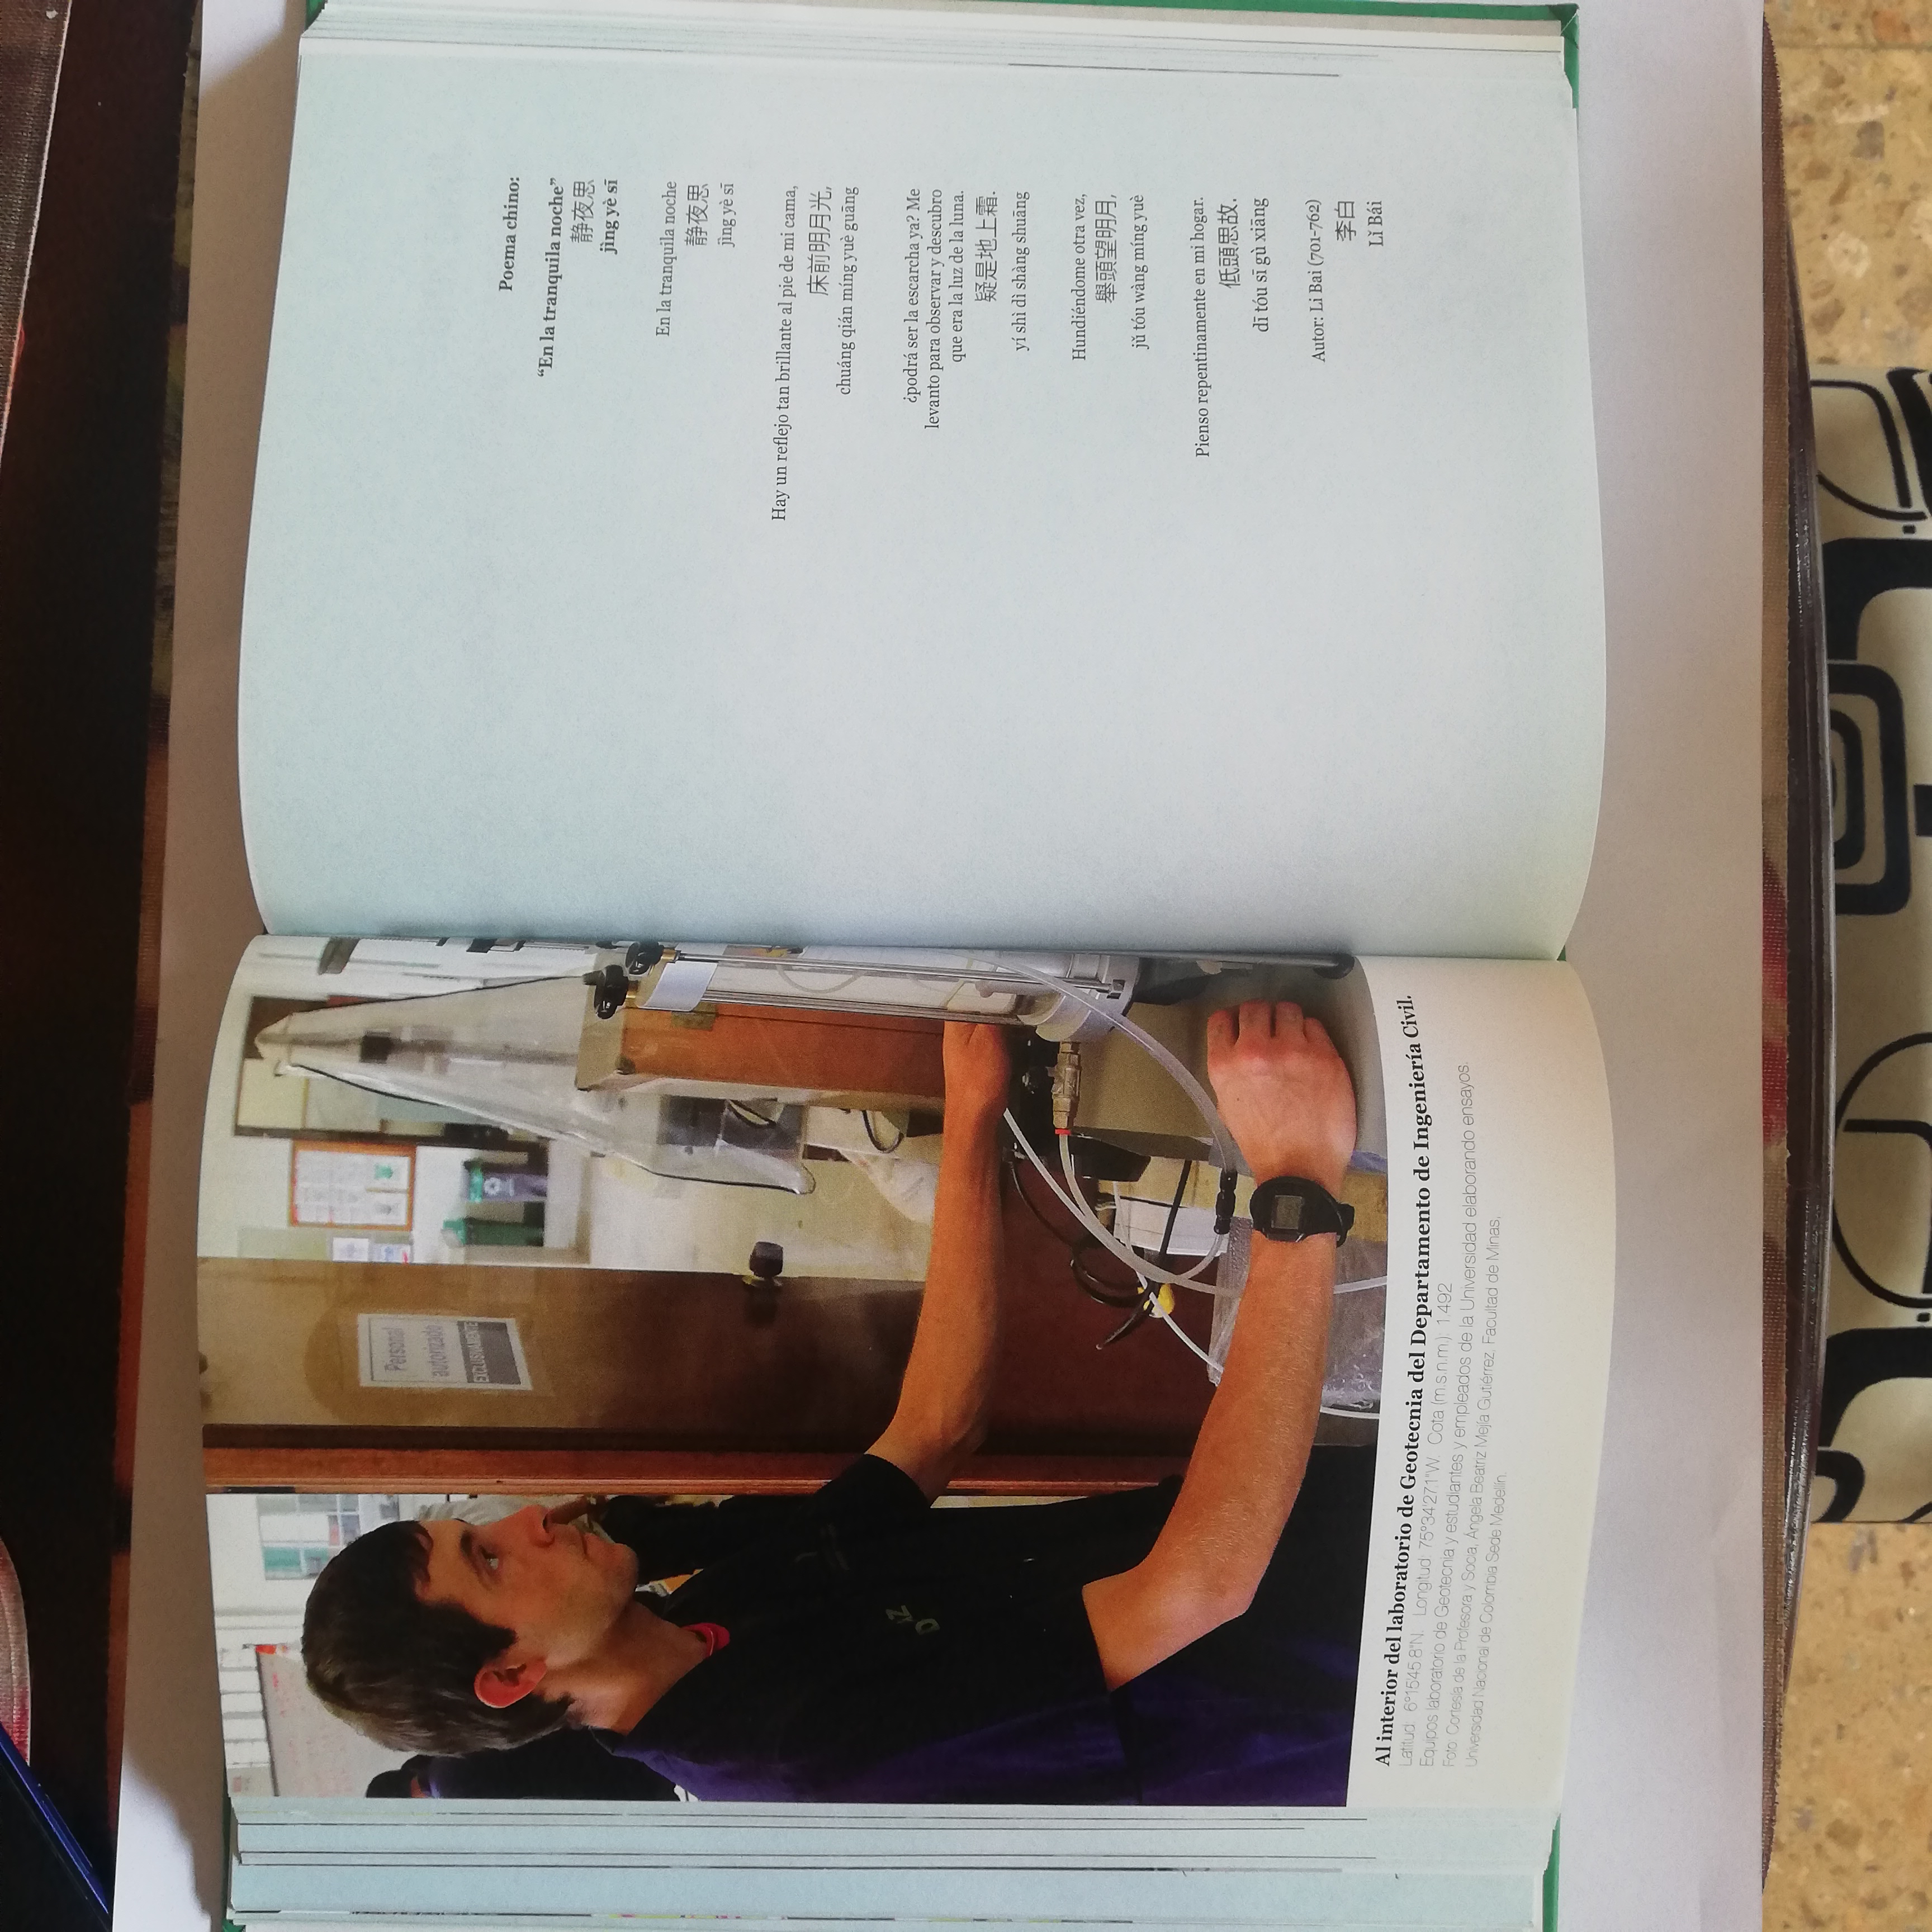 Personal
autorizado
EXCLUSIVAMENTE
Al interior del laboratorio de Geotecnia del Departamento de Ingeniería Civil.
Latitud: 6°15'45.8"N. Longitud: 75°34'27.1"W. Cota (m.s.n.m.): 1.492
Equipos laboratorio de Geotecnia y estudiantes y empleados de la Universidad elaborando ensayos.
Foto: Cortesía de la Profesora y Soca, Ángela Beatriz Mejía Gutiérrez. Facultad de Minas,
Universidad Nacional de Colombia Sede Medellín.
Poema chino:
“En la tranquila noche”
静夜思
jìng yè sī
En la tranquila noche
静夜思
jìng yè sī
Hay un reflejo tan brillante al pie de mi cama,
床前明月光,
chuáng qián míng yuè guāng
¿podrá ser la escarcha ya? Me
levanto para observar y descubro
que era la luz de la luna.
疑是地上霜.
yí shì dì shàng shuāng
Hundiéndome otra vez,
舉頭望明月,
jǔ tóu wàng míng yuè
Pienso repentinamente en mi hogar.
低頭思故.
dī tóu sī gù xiāng
Autor: Li Bai (701-762)
李白
Lǐ Bái